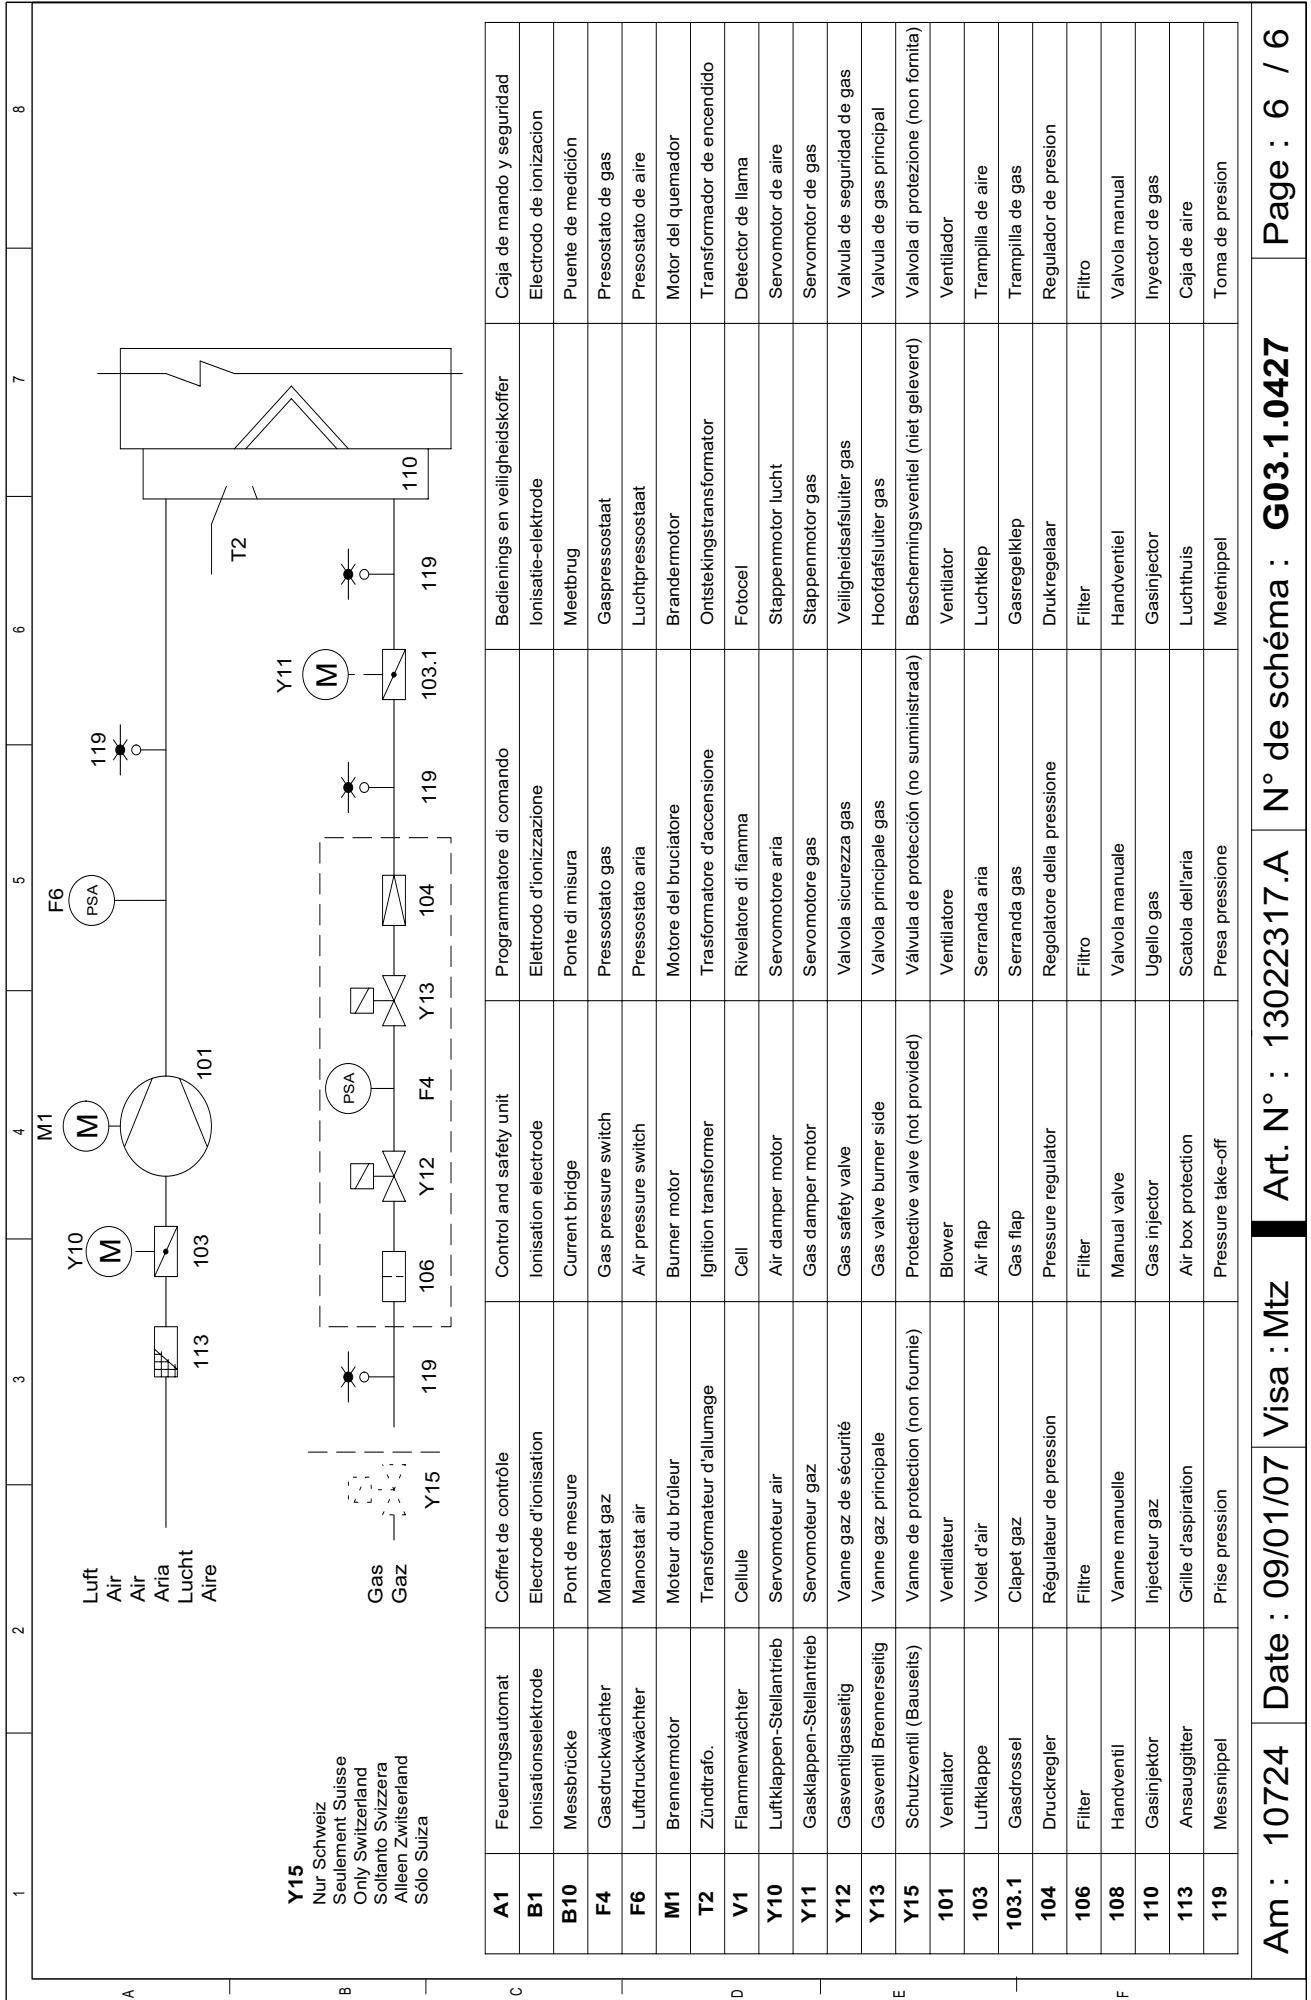 1 2 3 4 5 6 7 8
A
B
C
D
E
F
Luft
Air
Air
Aria
Lucht
Aire
113
Y10
M
103
M1
M
101
F6
PSA
119
T2
110
Gas
Gaz
Y15
119
106
Y12
PSA
F4
Y13
104
119
Y11
M
103.1
119
Y15
Nur Schweiz
Seulement Suisse
Only Switzerland
Soltanto Svizzera
Alleen Zwitserland
Sólo Suiza
A1 Feuerungsautomat Coffret de contrôle Control and safety unit Programmatore di comando Bedienings en veiligheidskoffer Caja de mando y seguridad
B1 Ionisationselektrode Electrode d'ionisation Ionisation electrode Elettrodo d'ionizzazione Ionisatie-elektrode Electrodo de ionizacion
B10 Messbrücke Pont de mesure Current bridge Ponte di misura Meetbrug Puente de medición
F4 Gasdruckwächter Manostat gaz Gas pressure switch Pressostato gas Gaspressostaat Presostato de gas
F6 Luftdruckwächter Manostat air Air pressure switch Pressostato aria Luchtpressostaat Presostato de aire
M1 Brennermotor Moteur du brûleur Burner motor Motore del bruciatore Brandermotor Motor del quemador
T2 Zündtrafo. Transformateur d'allumage Ignition transformer Trasformatore d'accensione Ontstekingstransformator Transformador de encendido
V1 Flammenwächter Cellule Cell Rivelatore di fiamma Fotocel Detector de llama
Y10 Luftklappen-Stellantrieb Servomoteur air Air damper motor Servomotore aria Stappenmotor lucht Servomotor de aire
Y11 Gasklappen-Stellantrieb Servomoteur gaz Gas damper motor Servomotore gas Stappenmotor gas Servomotor de gas
Y12 Gasventilgasseitig Vanne gaz de sécurité Gas safety valve Valvola sicurezza gas Veiligheidsafsluiter gas Valvula de seguridad de gas
Y13 Gasventil Brennerseitig Vanne gaz principale Gas valve burner side Valvola principale gas Hoofdafsluiter gas Valvula de gas principal
Y15 Schutzventil (Bauseits) Vanne de protection (non fournie) Protective valve (not provided) Válvula de protección (no suministrada) Beschermingsventiel (niet geleverd) Valvola di protezione (non fornita)
101 Ventilator Ventilateur Blower Ventilatore Ventilator Ventilador
103 Luftklappe Volet d'air Air flap Serranda aria Luchtklep Trampilla de aire
103.1 Gasdrossel Clapet gaz Gas flap Serranda gas Gasregelklep Trampilla de gas
104 Druckregler Régulateur de pression Pressure regulator Regolatore della pressione Drukregelaar Regulador de presion
106 Filter Filtre Filter Filtro Filter Filtro
108 Handventil Vanne manuelle Manual valve Valvola manuale Handventiel Valvola manual
110 Gasinjektor Injecteur gaz Gas injector Ugello gas Gasinjector Inyector de gas
113 Ansauggitter Grille d'aspiration Air box protection Scatola dell'aria Luchthuis Caja de aire
119 Messnippel Prise pression Pressure take-off Presa pressione Meetnippel Toma de presion
Am : 10724 Date : 09/01/07 Visa : Mtz Art. N° : 13022317.A N° de schéma : G03.1.0427 Page : 6 / 6